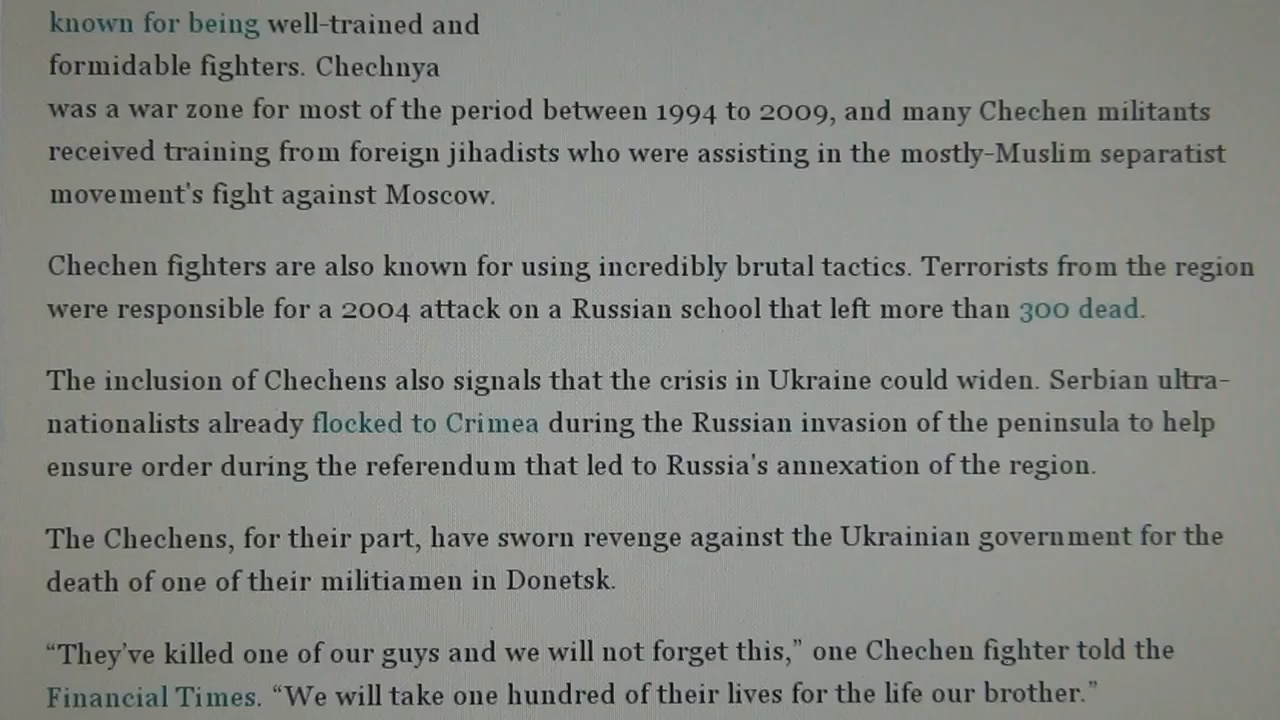 known for being well-trained and
formidable fighters. Chechnya
was a war zone for most of the period between 1994 to 2009, and many Chechen militants
received training from foreign jihadists who were assisting in the mostly-Muslim separatist
movement's fight against Moscow.
Chechen fighters are also known for using incredibly brutal tactics. Terrorists from the region
were responsible for a 2004 attack on a Russian school that left more than 300 dead.
The inclusion of Chechens also signals that the crisis in Ukraine could widen. Serbian ultra-
nationalists already flocked to Crimea during the Russian invasion of the peninsula to help
ensure order during the referendum that led to Russia's annexation of the region.
The Chechens, for their part, have sworn revenge against the Ukrainian government for the
death of one of their militiamen in Donetsk.
“They’ve killed one of our guys and we will not forget this,” one Chechen fighter told the
Financial Times. “We will take one hundred of their lives for the life our brother.”